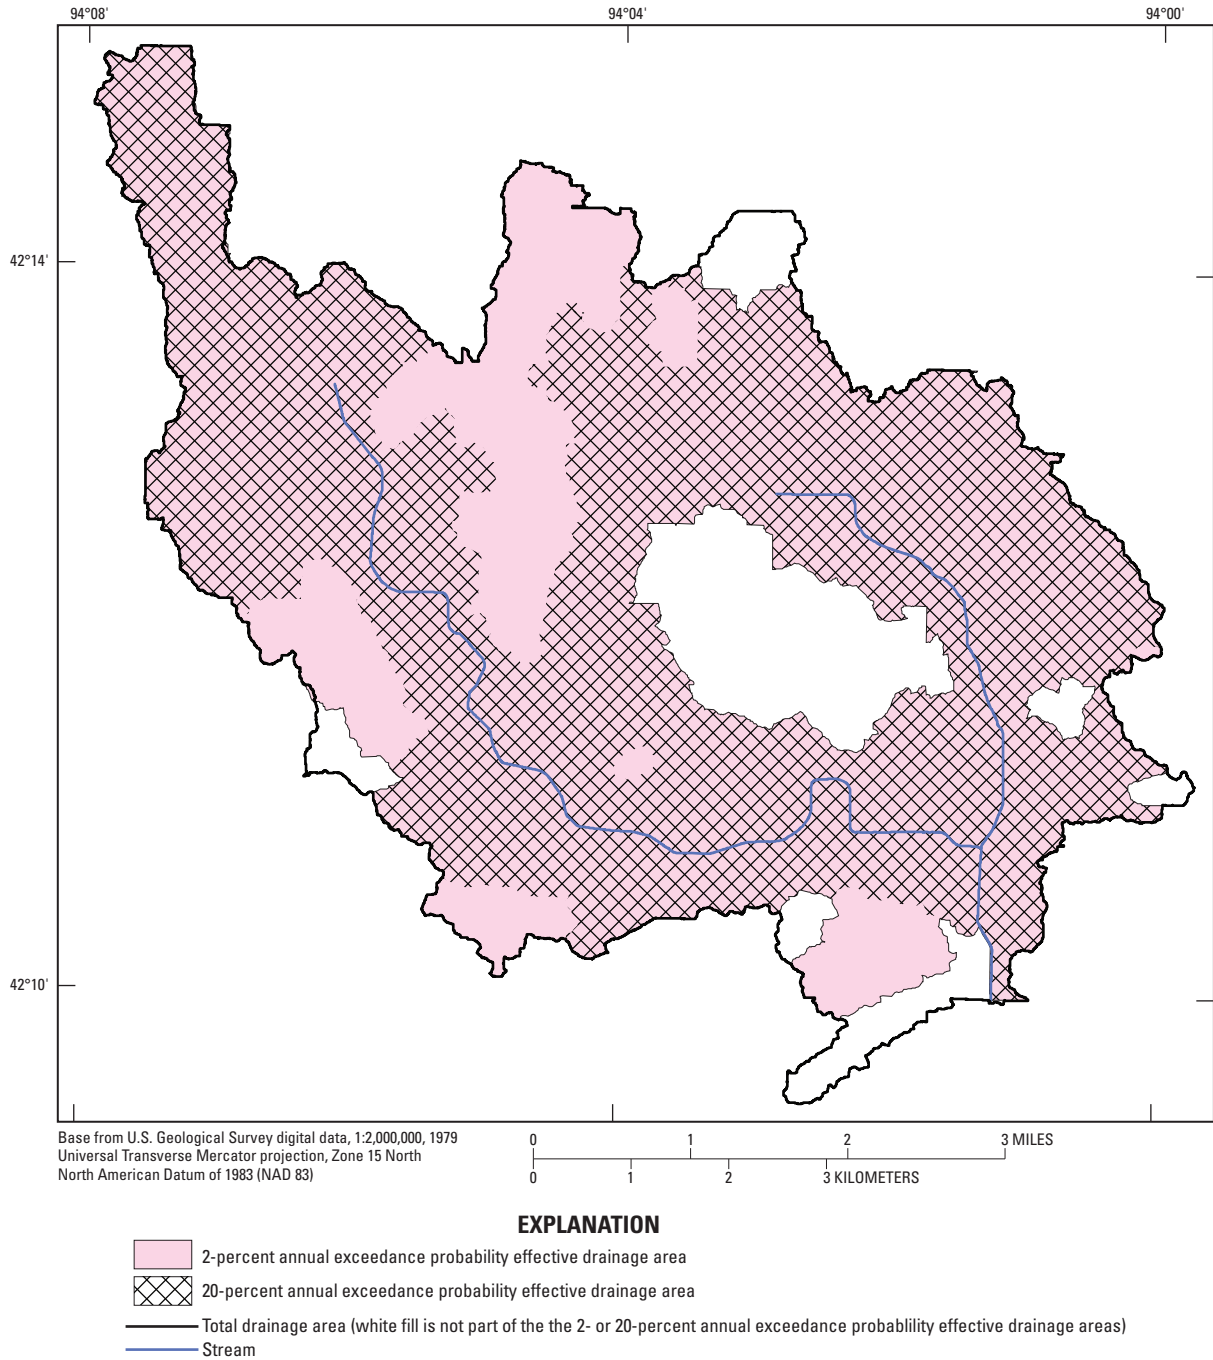 94°08' 94°04' 94°00'
42°14'
42°10'
Base from U.S. Geological Survey digital data, 1:2,000,000, 1979
Universal Transverse Mercator projection, Zone 15 North
North American Datum of 1983 (NAD 83)
0 1 2 3 MILES
0 1 2 3 KILOMETERS
EXPLANATION
2-percent annual exceedance probability effective drainage area
20-percent annual exceedance probability effective drainage area
Total drainage area (white fill is not part of the the 2- or 20-percent annual exceedance probablility effective drainage areas)
Stream